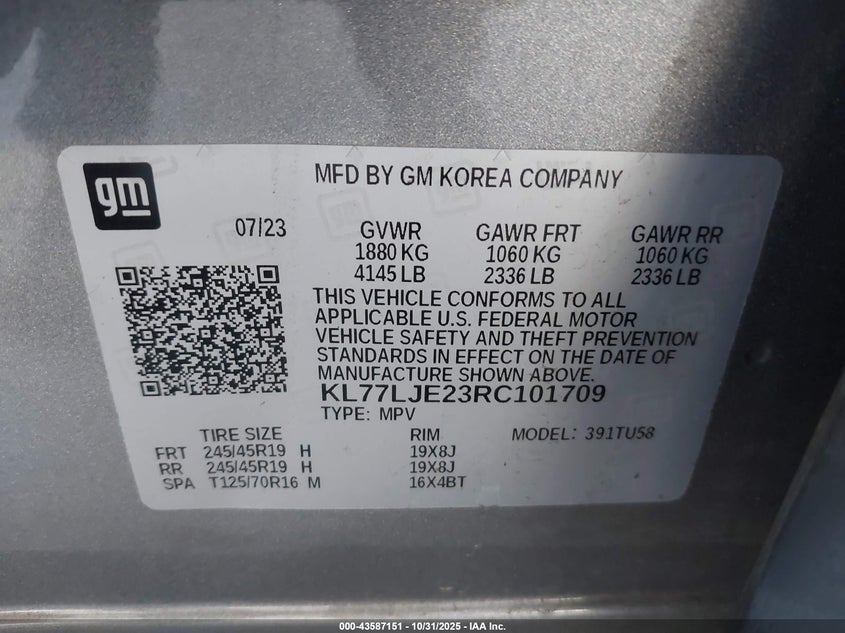 gm
MFD BY GM KOREA COMPANY
07/23
GVWR GAWR FRT GAWR RR
1880 KG 1060 KG 1060 KG
4145 LB 2336 LB 2336 LB
THIS VEHICLE CONFORMS TO ALL
APPLICABLE U.S. FEDERAL MOTOR
VEHICLE SAFETY AND THEFT PREVENTION
STANDARDS IN EFFECT ON THE DATE OF
MANUFACTURE SHOWN ABOVE.
KL77LJE23RC101709
TYPE: MPV
TIRE SIZE RIM MODEL: 391TU58
FRT 245/45R19 H 19X8J
RR 245/45R19 H 19X8J
SPA T125/70R16 M 16X4BT
000-43587151 - 10/31/2025 - IAA Inc.